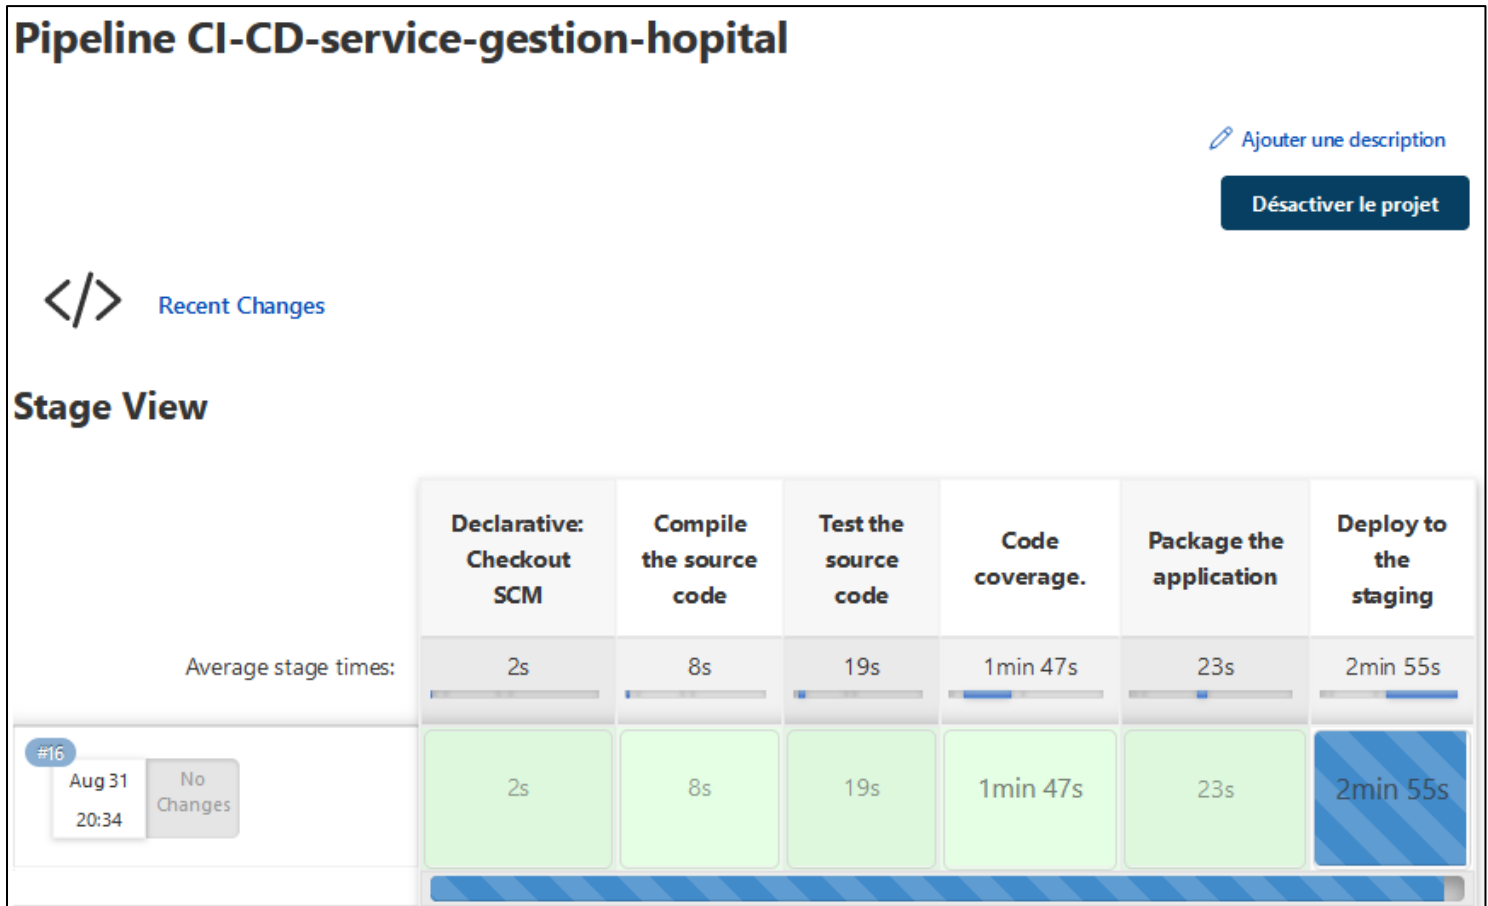 Pipeline CI-CD-service-gestion-hopital
Ajouter une description
Désactiver le projet
</>
Recent Changes
Stage View
Declarative: Checkout SCM
Compile the source code
Test the source code
Code coverage.
Package the application
Deploy to the staging
Average stage times:
2s
8s
19s
1min 47s
23s
2min 55s
#16
Aug 31
20:34
No Changes
2s
8s
19s
1min 47s
23s
2min 55s